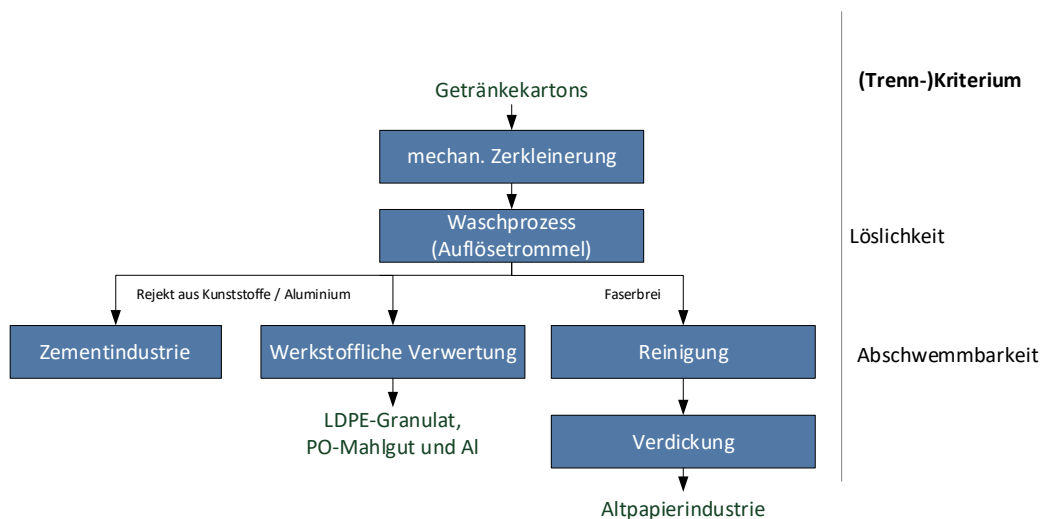 (Trenn-)Kriterium
Getränkekartons
mechan. Zerkleinerung
Waschprozess
(Auflösetrommel)
Löslichkeit
Rejekt aus Kunststoffe / Aluminium
Faserbrei
Zementindustrie
Werkstoffliche Verwertung
Reinigung
Abschwemmbarkeit
LDPE-Granulat,
PO-Mahlgut und Al
Verdickung
Altpapierindustrie